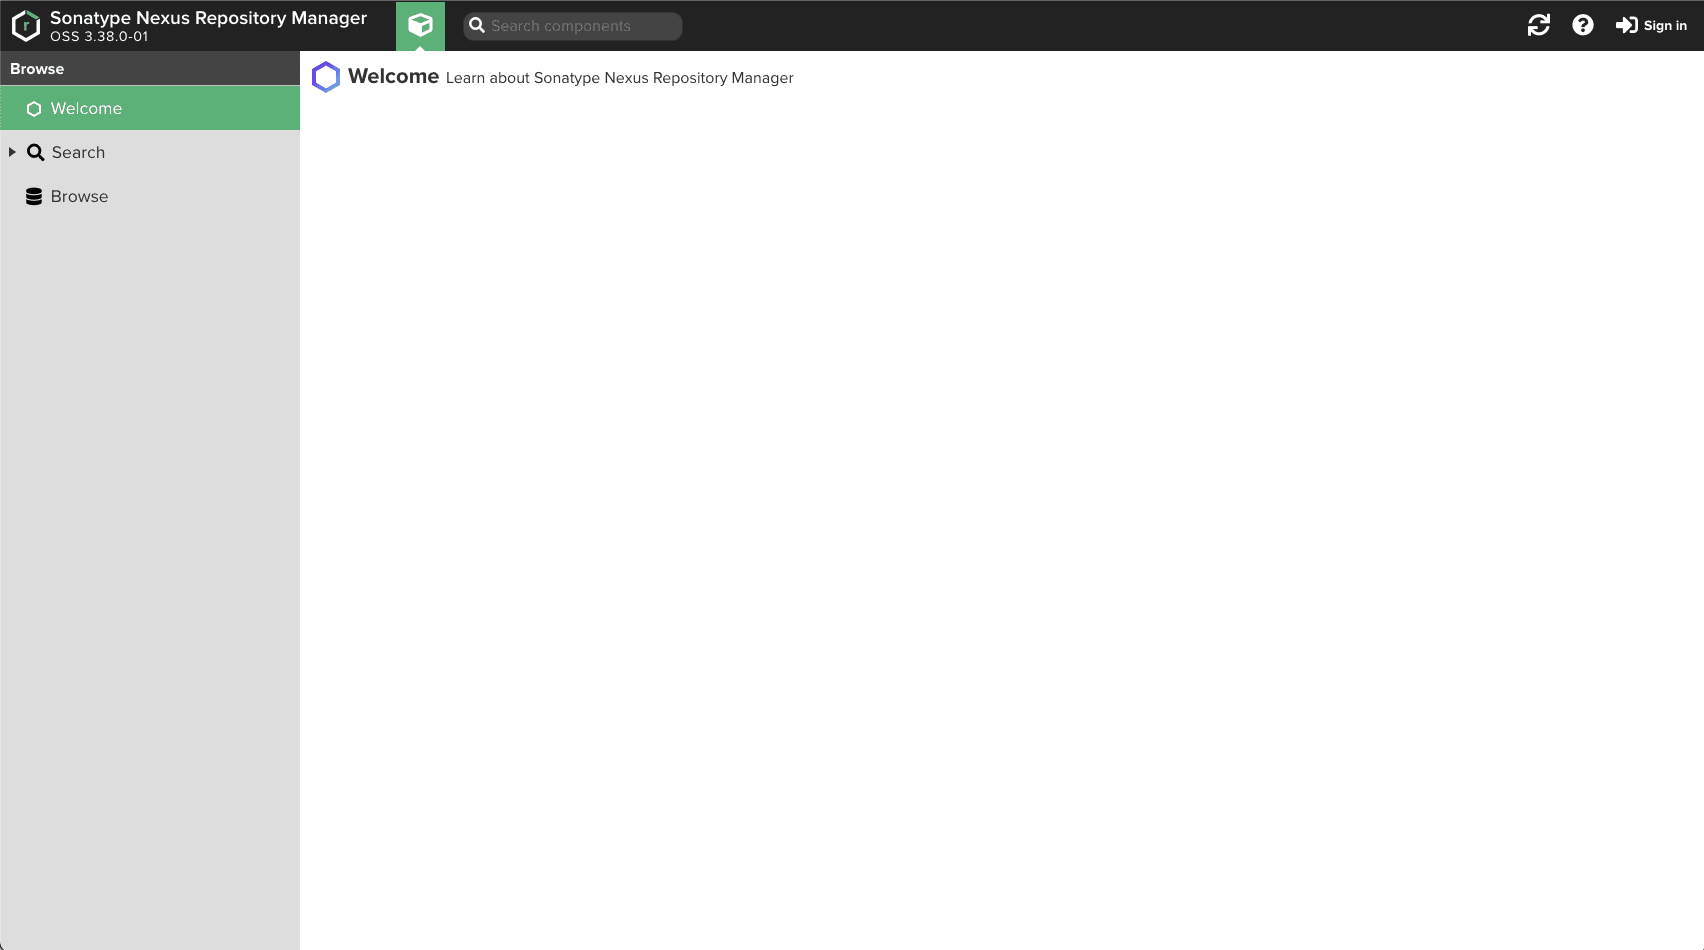 Sonatype Nexus Repository Manager
OSS 3.38.0-01
Search components
Sign in
Browse
Welcome
Search
Browse
Welcome Learn about Sonatype Nexus Repository Manager